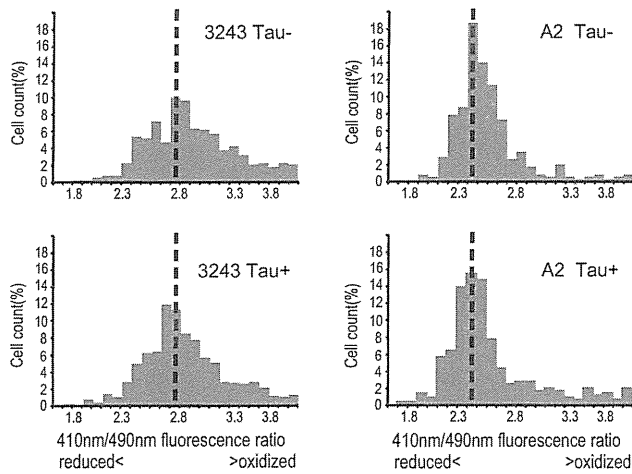 3243 Tau-
Cell count(%)
18
16
14
12
10
8
6
4
2
0
1.8 2.3 2.8 3.3 3.8
A2 Tau-
Cell count(%)
18
16
14
12
10
8
6
4
2
0
1.8 2.3 2.8 3.3 3.8
3243 Tau+
Cell count(%)
18
16
14
12
10
8
6
4
2
0
1.8 2.3 2.8 3.3 3.8
410nm/490nm fluorescence ratio
reduced< >oxidized
A2 Tau+
Cell count(%)
18
16
14
12
10
8
6
4
2
0
1.8 2.3 2.8 3.3 3.8
410nm/490nm fluorescence ratio
reduced< >oxidized